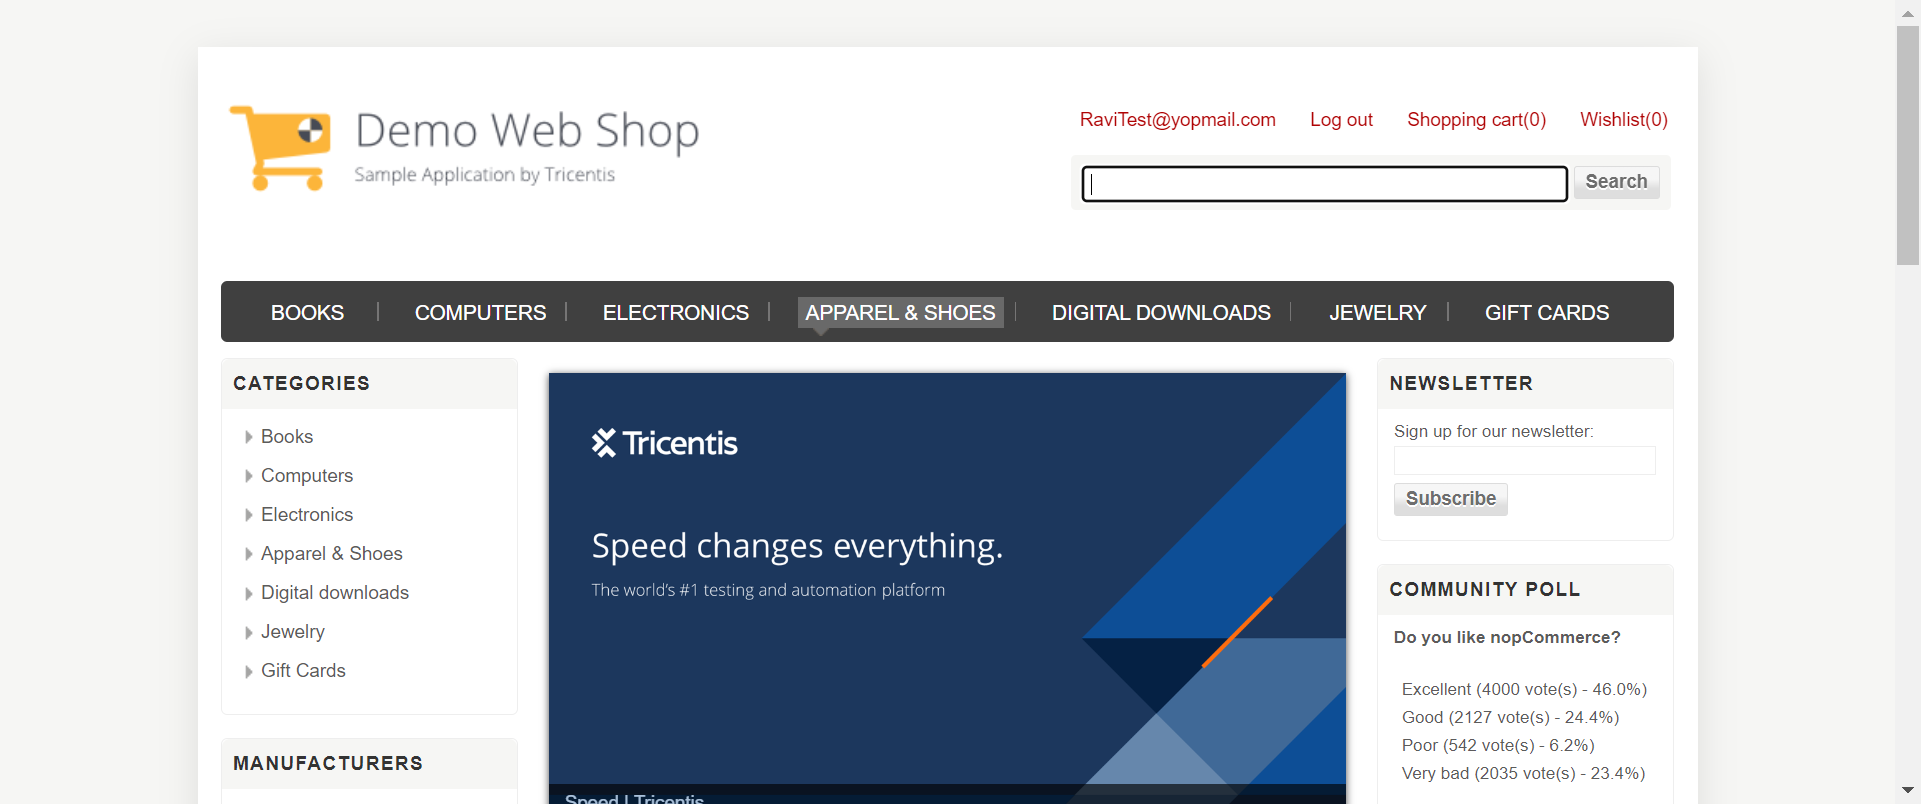 Demo Web Shop
Sample Application by Tricentis
RaviTest@yopmail.com Log out Shopping cart(0) Wishlist(0)
Search
BOOKS COMPUTERS ELECTRONICS APPAREL & SHOES DIGITAL DOWNLOADS JEWELRY GIFT CARDS
CATEGORIES
Books
Computers
Electronics
Apparel & Shoes
Digital downloads
Jewelry
Gift Cards
MANUFACTURERS
Tricentis
Speed changes everything.
The world's #1 testing and automation platform
Speed | Tricentis
NEWSLETTER
Sign up for our newsletter:
Subscribe
COMMUNITY POLL
Do you like nopCommerce?
Excellent (4000 vote(s) - 46.0%)
Good (2127 vote(s) - 24.4%)
Poor (542 vote(s) - 6.2%)
Very bad (2035 vote(s) - 23.4%)